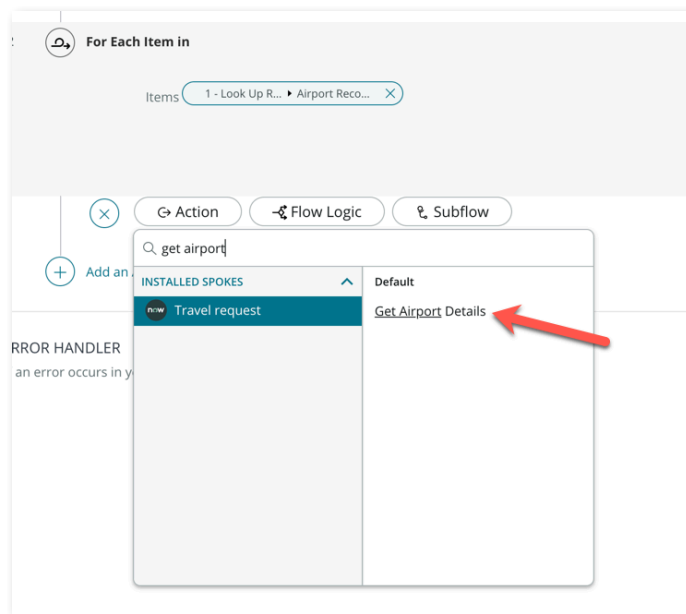 For Each Item in
Items 1 - Look Up R... ▸ Airport Reco...
Action Flow Logic Subflow
get airport
Add an
INSTALLED SPOKES Default
now Travel request Get Airport Details
RROR HANDLER
an error occurs in y